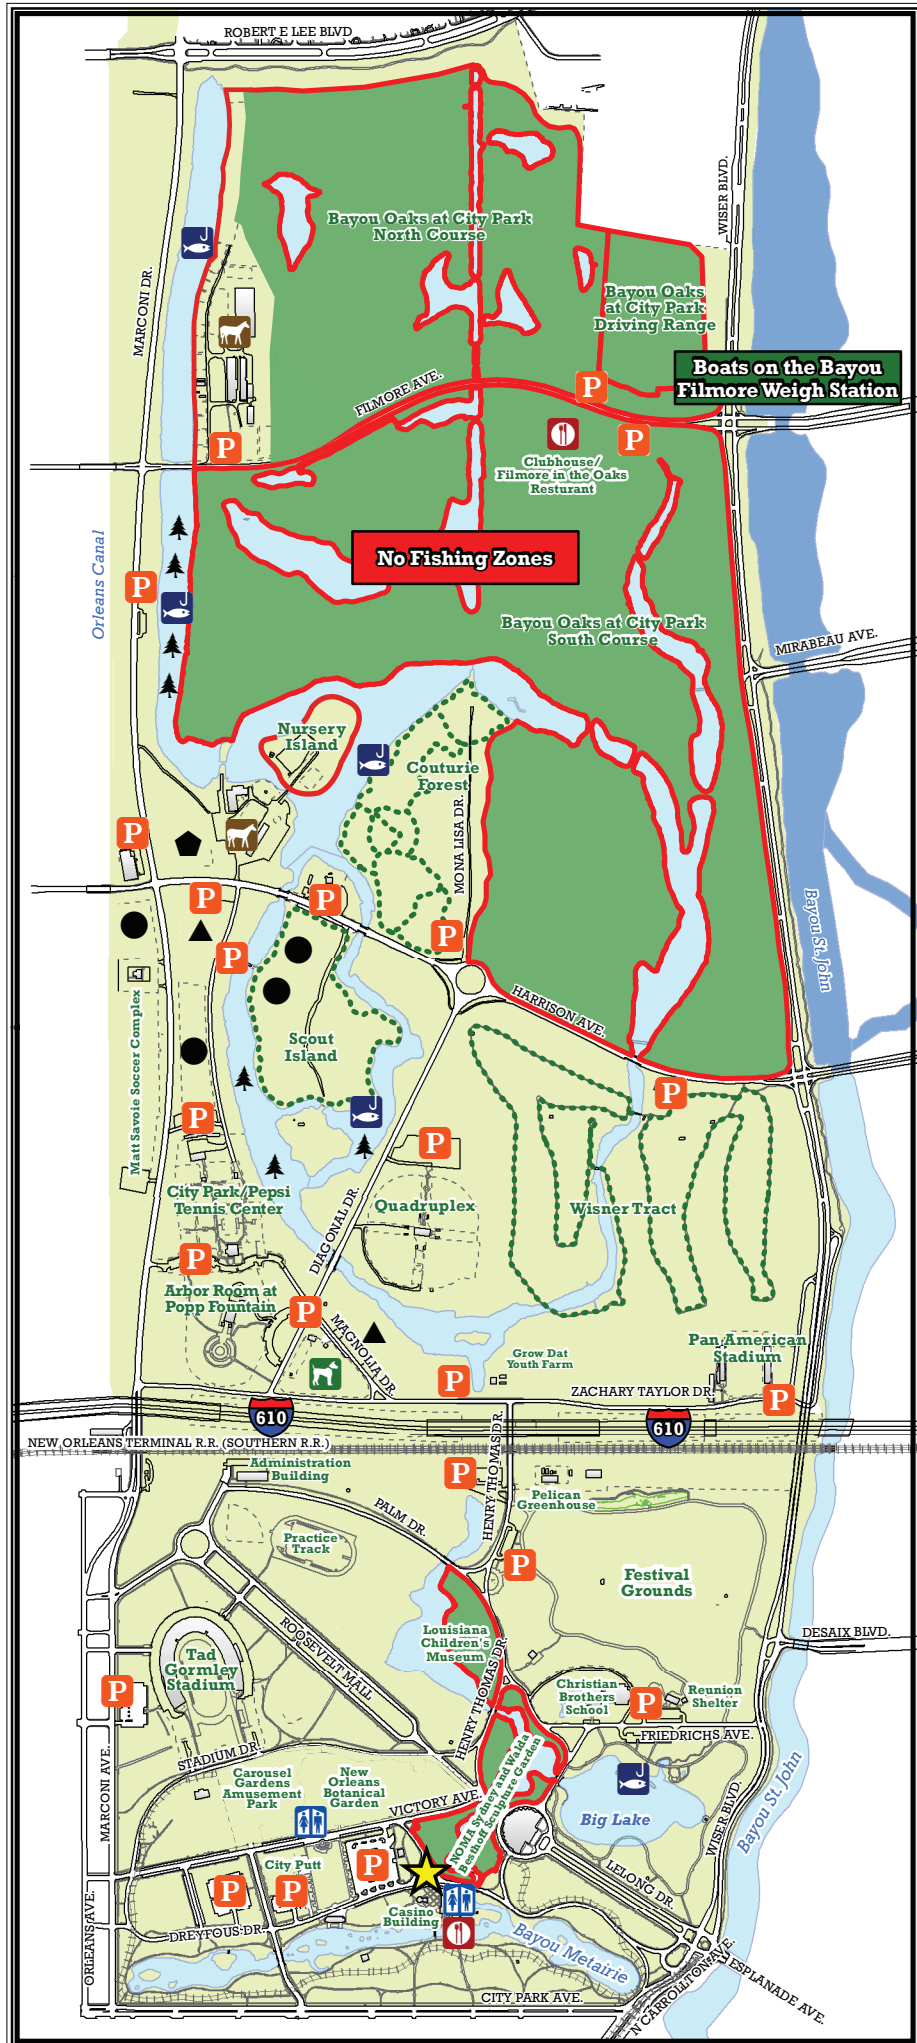 ROBERT E LEE BLVD
WISER BLVD.
MARCONI DR.
Bayou Oaks at City Park
North Course
Bayou Oaks
at City Park
Driving Range
Boats on the Bayou
Filmore Weigh Station
FILMORE AVE.
P
P
P
Clubhouse/
Filmore in the Oaks
Resturant
No Fishing Zones
Orleans Canal
P
Bayou Oaks at City Park
South Course
MIRABEAU AVE.
Nursery
Island
Couturie
Forest
MONA LISA DR.
P
P
P
P
P
Bayou St. John
HARRISON AVE.
Matt Savoie Soccer Complex
Scout
Island
P
P
P
City Park/Pepsi
Tennis Center
Quadruplex
Wisner Tract
DIAGONAL DR.
P
Arbor Room at
Popp Fountain
P
MAGNOLIA DR.
Grow Dat
Youth Farm
Pan American
Stadium
P
ZACHARY TAYLOR DR.
P
610
610
NEW ORLEANS TERMINAL R.R. (SOUTHERN R.R.)
HENRY THOMAS DR.
Administration
Building
P
Pelican
Greenhouse
PALM DR.
Practice
Track
P
Festival
Grounds
ROOSEVELT MALL
Louisiana
Children's
Museum
DESAIX BLVD.
Tad
Gormley
Stadium
HENRY THOMAS DR.
P
Christian
Brothers
School
P
Reunion
Shelter
FRIEDRICHS AVE.
STADIUM DR.
MARCONI AVE.
Carousel
Gardens
Amusement
Park
New
Orleans
Botanical
Garden
VICTORY AVE.
NOMA Sydney and Walda
Besthoff Sculpture Garden
Big Lake
WISER BLVD.
Bayou St. John
City Putt
P
P
P
LELONG DR.
ORLEANS AVE.
DREYFOUS DR.
Casino
Building
Bayou Metairie
CITY PARK AVE.
N CARROLLTON AVE.
ESPLANADE AVE.